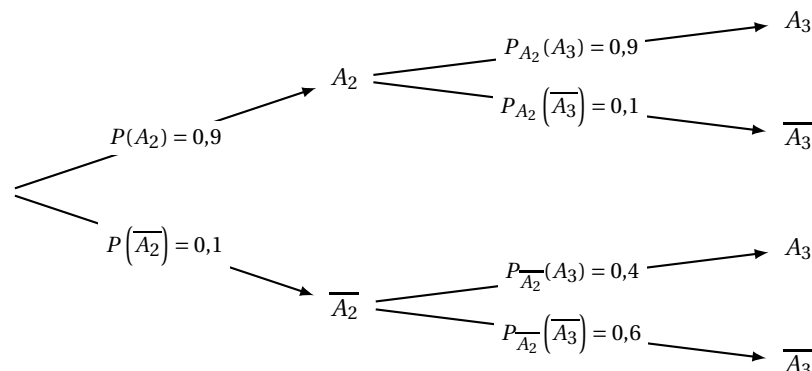 A₃
P_{A₂}(A₃) = 0,9
A₂
P_{A₂}(\overline{A₃}) = 0,1
P(A₂) = 0,9
\overline{A₃}
P(\overline{A₂}) = 0,1
A₃
P_{\overline{A₂}}(A₃) = 0,4
\overline{A₂}
P_{\overline{A₂}}(\overline{A₃}) = 0,6
\overline{A₃}